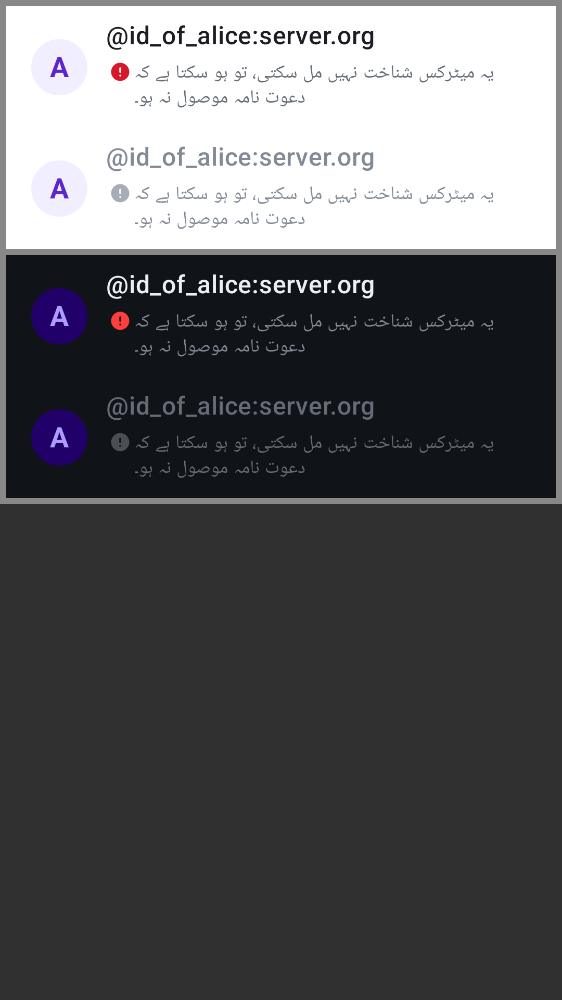 A
@id_of_alice:server.org
یہ میٹرکس شناخت نہیں مل سکتی، تو ہو سکتا ہے کہ
دعوت نامہ موصول نہ ہو۔
A
@id_of_alice:server.org
یہ میٹرکس شناخت نہیں مل سکتی، تو ہو سکتا ہے کہ
دعوت نامہ موصول نہ ہو۔
A
@id_of_alice:server.org
یہ میٹرکس شناخت نہیں مل سکتی، تو ہو سکتا ہے کہ
دعوت نامہ موصول نہ ہو۔
A
@id_of_alice:server.org
یہ میٹرکس شناخت نہیں مل سکتی، تو ہو سکتا ہے کہ
دعوت نامہ موصول نہ ہو۔